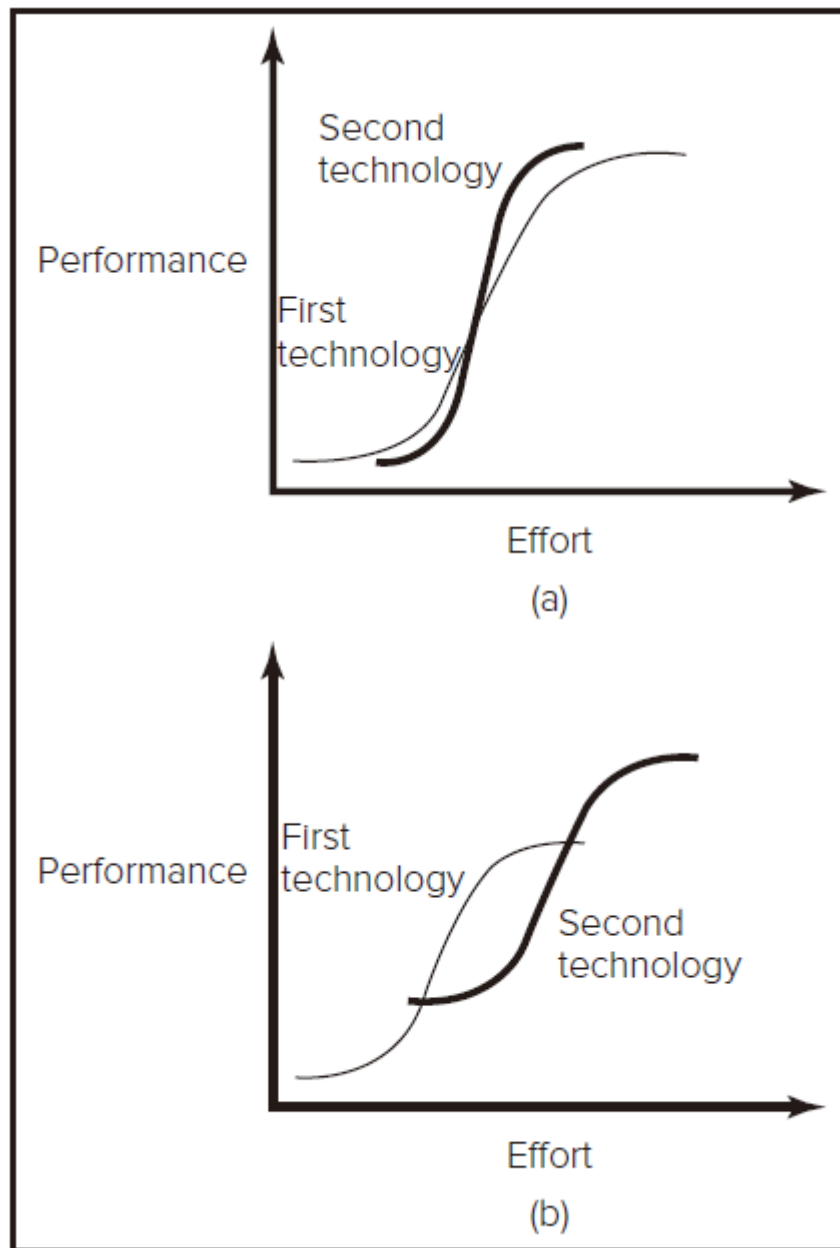 Second
technology
Performance
First
technology
Effort
(a)
First
technology
Performance
Second
technology
Effort
(b)